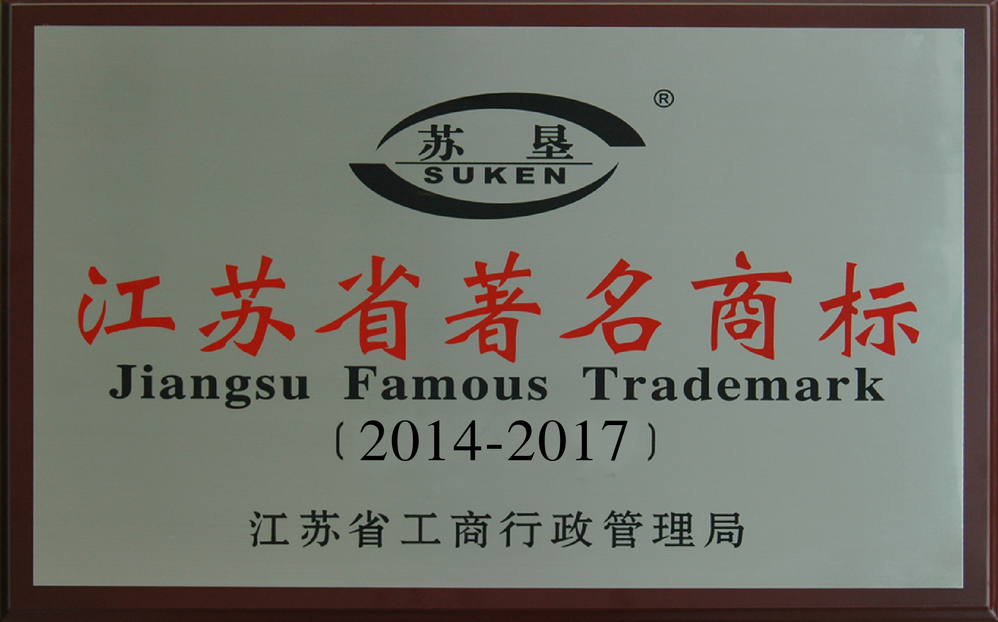 苏垦®
SUKEN
江苏省著名商标
Jiangsu Famous Trademark
（2014-2017）
江苏省工商行政管理局